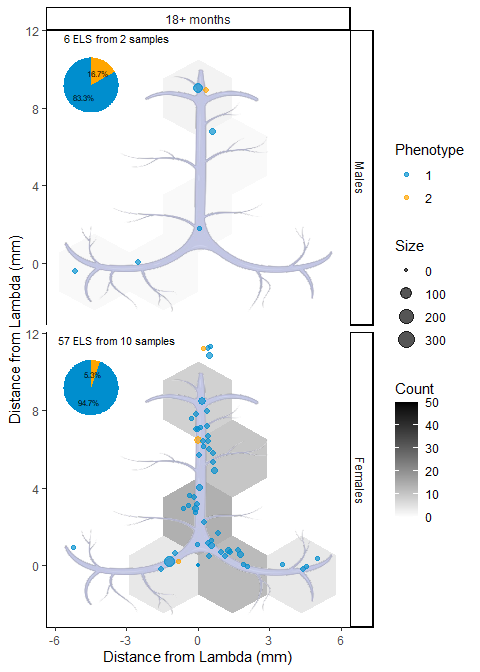 18+ months
6 ELS from 2 samples
16.7%
83.3%
12
8
4
0
Males
57 ELS from 10 samples
5.3%
94.7%
12
8
4
0
Females
-6
-3
0
3
6
Distance from Lambda (mm)
Distance from Lambda (mm)
Phenotype
1
2
Size
0
100
200
300
Count
50
40
30
20
10
0